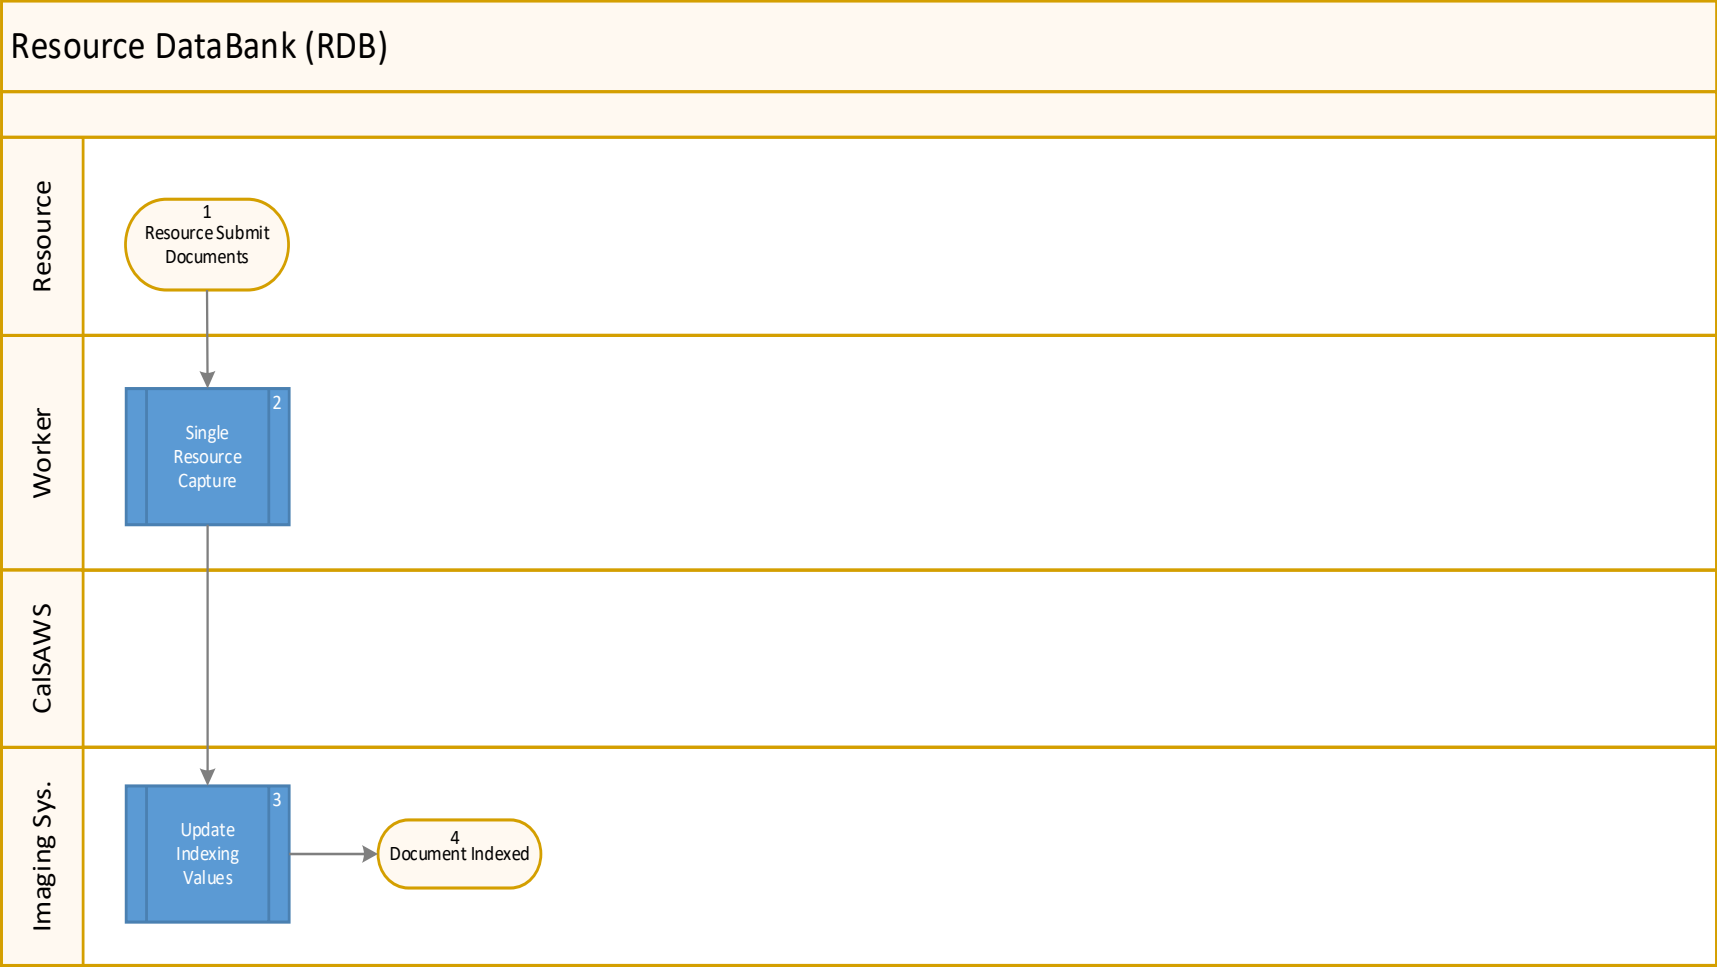 Resource DataBank (RDB)
Resource
1
Resource Submit
Documents
Worker
2
Single
Resource
Capture
CalSAWS
Imaging Sys.
3
Update
Indexing
Values
4
Document Indexed